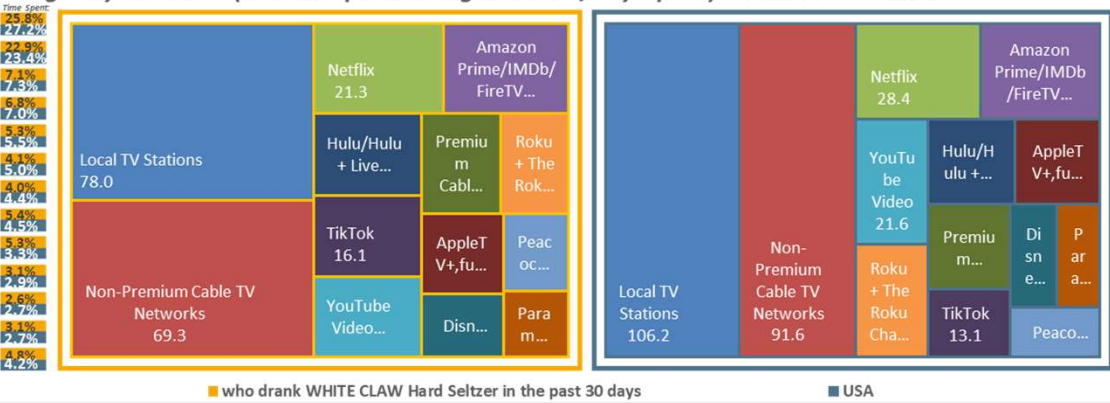 Time Spent:
25.8%
27.2%
22.9%
23.4%
7.1%
7.3%
6.8%
7.0%
5.3%
5.5%
4.1%
5.0%
4.0%
4.4%
5.4%
4.5%
5.3%
3.3%
3.1%
2.9%
2.6%
2.7%
3.1%
2.7%
4.8%
4.2%
Local TV Stations
78.0
Non-Premium Cable TV
Networks
69.3
Netflix
21.3
Amazon
Prime/IMDb/
FireTV...
Hulu/Hulu
+ Live...
Premiu
m
Cabl...
Roku
+ The
Rok...
TikTok
16.1
AppleT
V+,fu...
Peac
oc...
YouTube
Video...
Disn...
Param
m...
Local TV
Stations
106.2
Non-
Premium
Cable TV
Networks
91.6
Netflix
28.4
Amazon
Prime/IMDb
/FireTV...
YouTu
be
Video
21.6
Hulu/H
ulu +...
AppleT
V+,fu...
Premiu
m...
Di
sn
e...
P
ar
a...
Roku
+ The
Roku
Cha...
TikTok
13.1
Peaco...
who drank WHITE CLAW Hard Seltzer in the past 30 days
USA